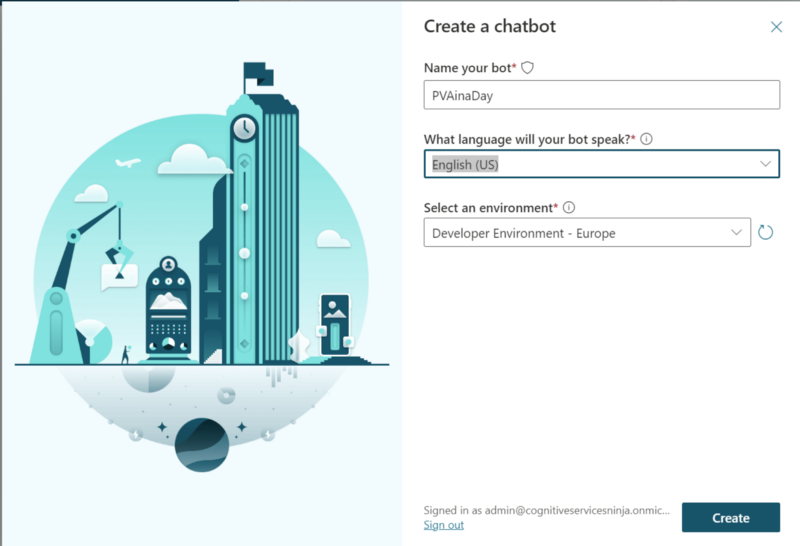 Create a chatbot
Name your bot*
PVAinaDay
What language will your bot speak?*
English (US)
Select an environment*
Developer Environment - Europe
Signed in as admin@cognitiveservicesninja.onmic...
Sign out
Create